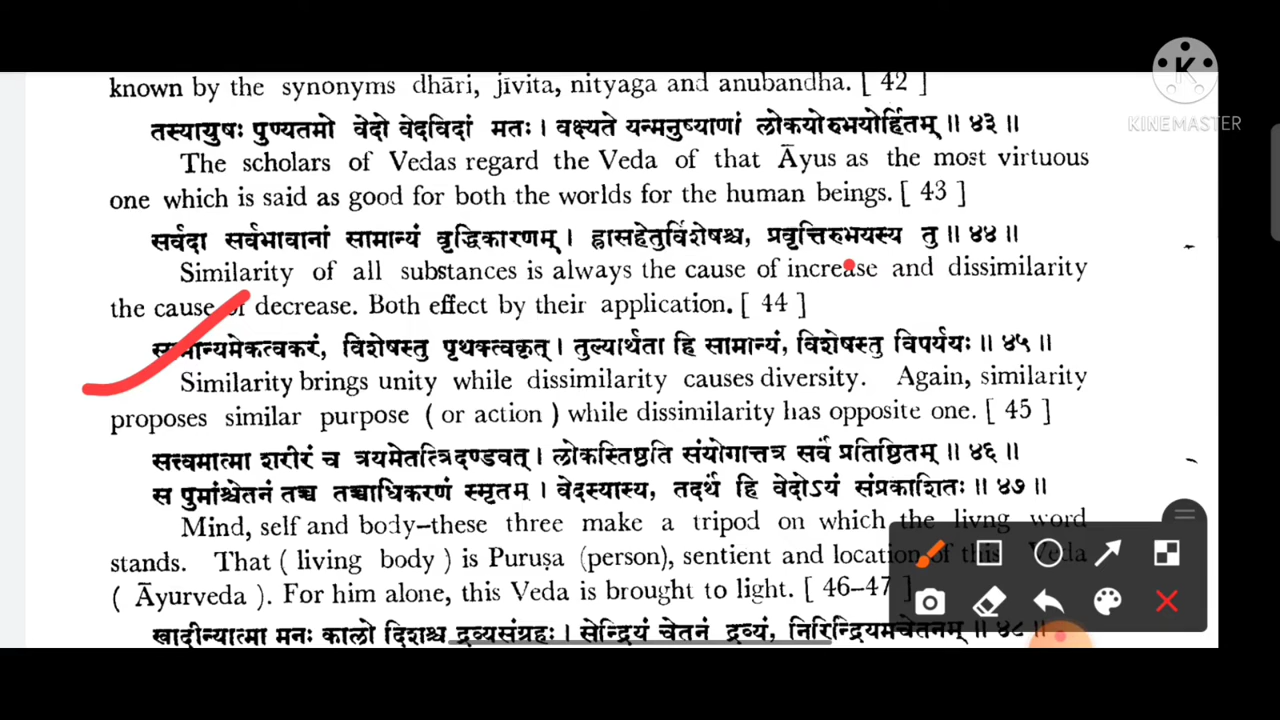 known by the synonyms dhāri, jīvita, nityaga and anubandha. [ 42 ]
KINEMASTER
तस्यायुषः पुण्यतमो वेदो वेदविदां मतः । वक्ष्यते यन्मनुष्याणां लोकयोरुभयोर्हितम् ॥ ४३ ॥
The scholars of Vedas regard the Veda of that Āyus as the most virtuous
one which is said as good for both the worlds for the human beings. [ 43 ]
सर्वदा सर्वभावानां सामान्यं वृद्धिकारणम् । ह्रासहेतुर्विशेषश्च, प्रवृत्तिरुभयस्य तु ॥ ४४ ॥
Similarity of all substances is always the cause of increase and dissimilarity
the cause of decrease. Both effect by their application. [ 44 ]
सामान्यमेकत्वकरं, विशेषस्तु पृथक्त्वकृत् । तुल्यार्थता हि सामान्यं, विशेषस्तु विपर्ययः ॥ ४५ ॥
Similarity brings unity while dissimilarity causes diversity. Again, similarity
proposes similar purpose ( or action ) while dissimilarity has opposite one. [ 45 ]
सत्त्वमात्मा शरीरं च त्रयमेतत्त्रिदण्डवत् । लोकस्तिष्ठति संयोगात्तत्र सर्वं प्रतिष्ठितम् ॥ ४६ ॥
स पुमांश्चेतनं तच्च तच्चाधिकरणं स्मृतम् । वेदस्यास्य, तदर्थं हि वेदोऽयं संप्रकाशितः ॥ ४७ ॥
Mind, self and body–these three make a tripod on which the livng word
stands. That ( living body ) is Puruṣa (person), sentient and location of this Veda
( Āyurveda ). For him alone, this Veda is brought to light. [ 46–47 ]
खादीन्यात्मा मनः कालो दिशश्च द्रव्यसंग्रहः । सेन्द्रियं चेतनं द्रव्यं, निरिन्द्रियमचेतनम् ॥ ४८ ॥